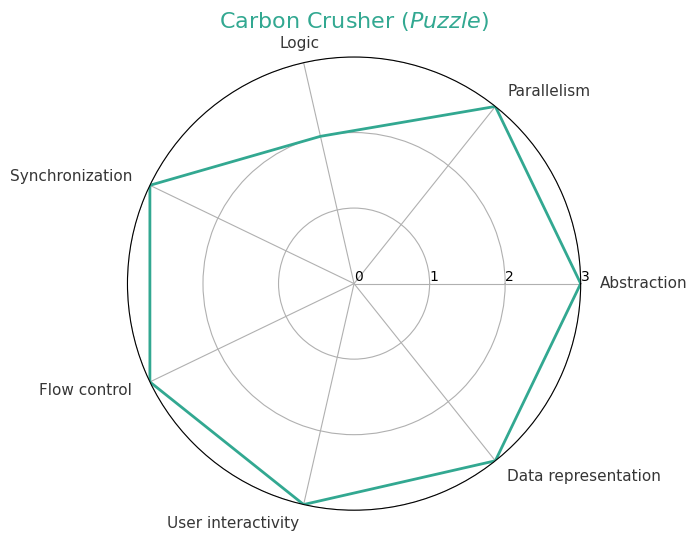 Carbon Crusher (Puzzle)
Logic
Parallelism
Synchronization
0 1 2 3
Abstraction
Flow control
Data representation
User interactivity